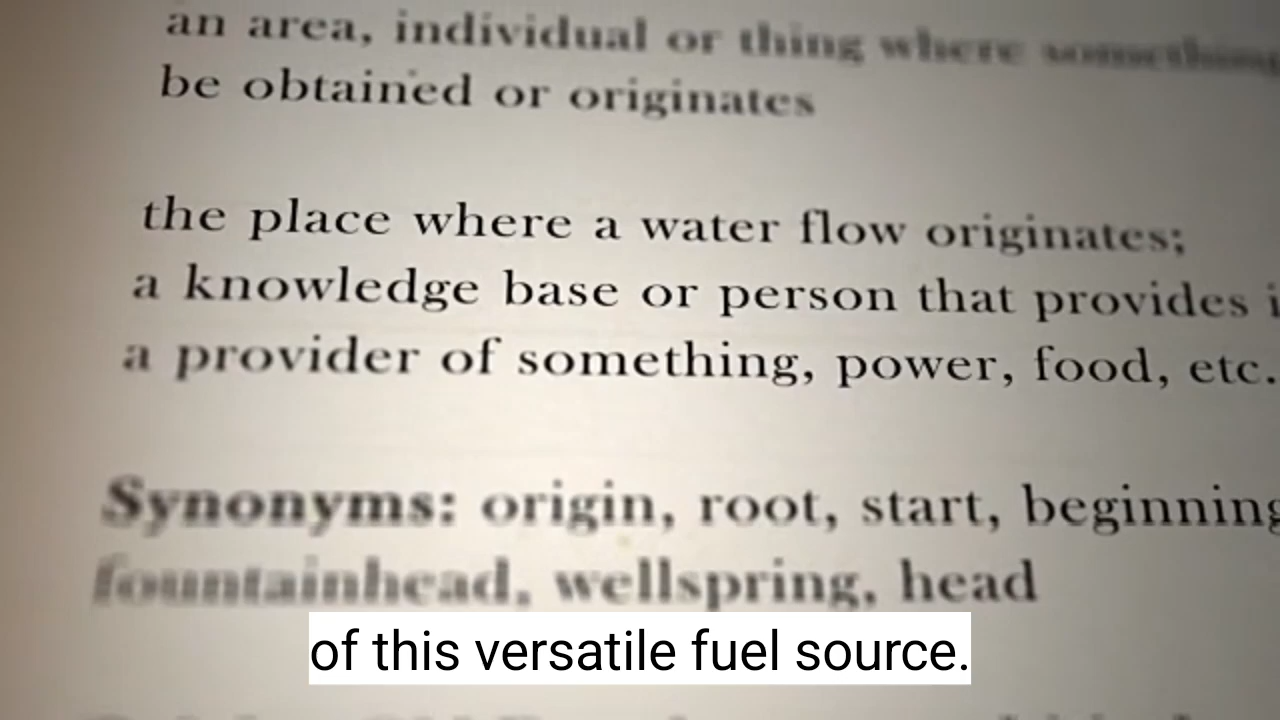 an area, individual or thing where something
be obtained or originates
the place where a water flow originates;
a knowledge base or person that provides
a provider of something, power, food, etc.
Synonyms: origin, root, start, beginning
fountainhead, wellspring, head
of this versatile fuel source.